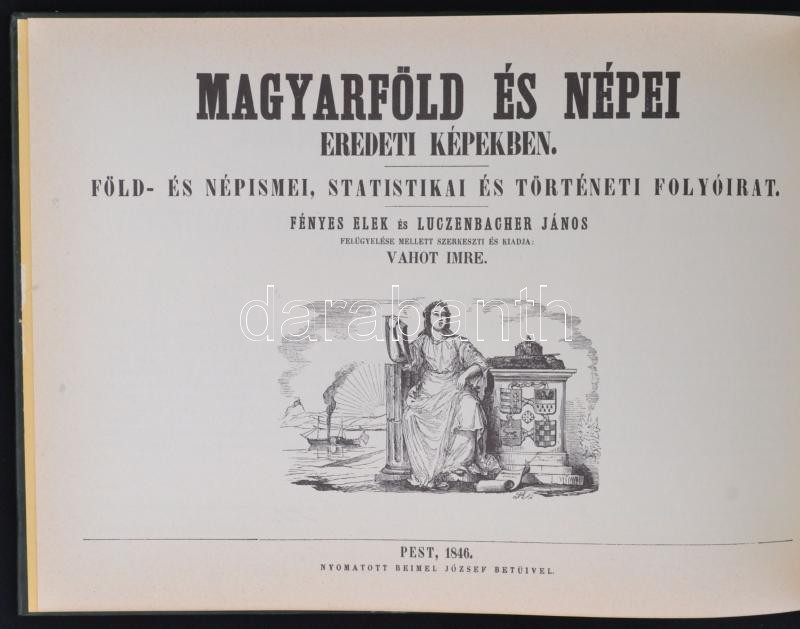 MAGYARFÖLD ÉS NÉPEI
EREDETI KÉPEKBEN.
FÖLD- ÉS NÉPISMEI, STATISTIKAI ÉS TÖRTÉNETI FOLYÓIRAT.
FÉNYES ELEK ÉS LUCZENBACHER JÁNOS
FELÜGYELÉSE MELLETT SZERKESZTI ÉS KIADJA:
VAHOT IMRE.
darabanth
PEST, 1846.
NYOMATOTT BEIMEL JÓZSEF BETÜIVEL.